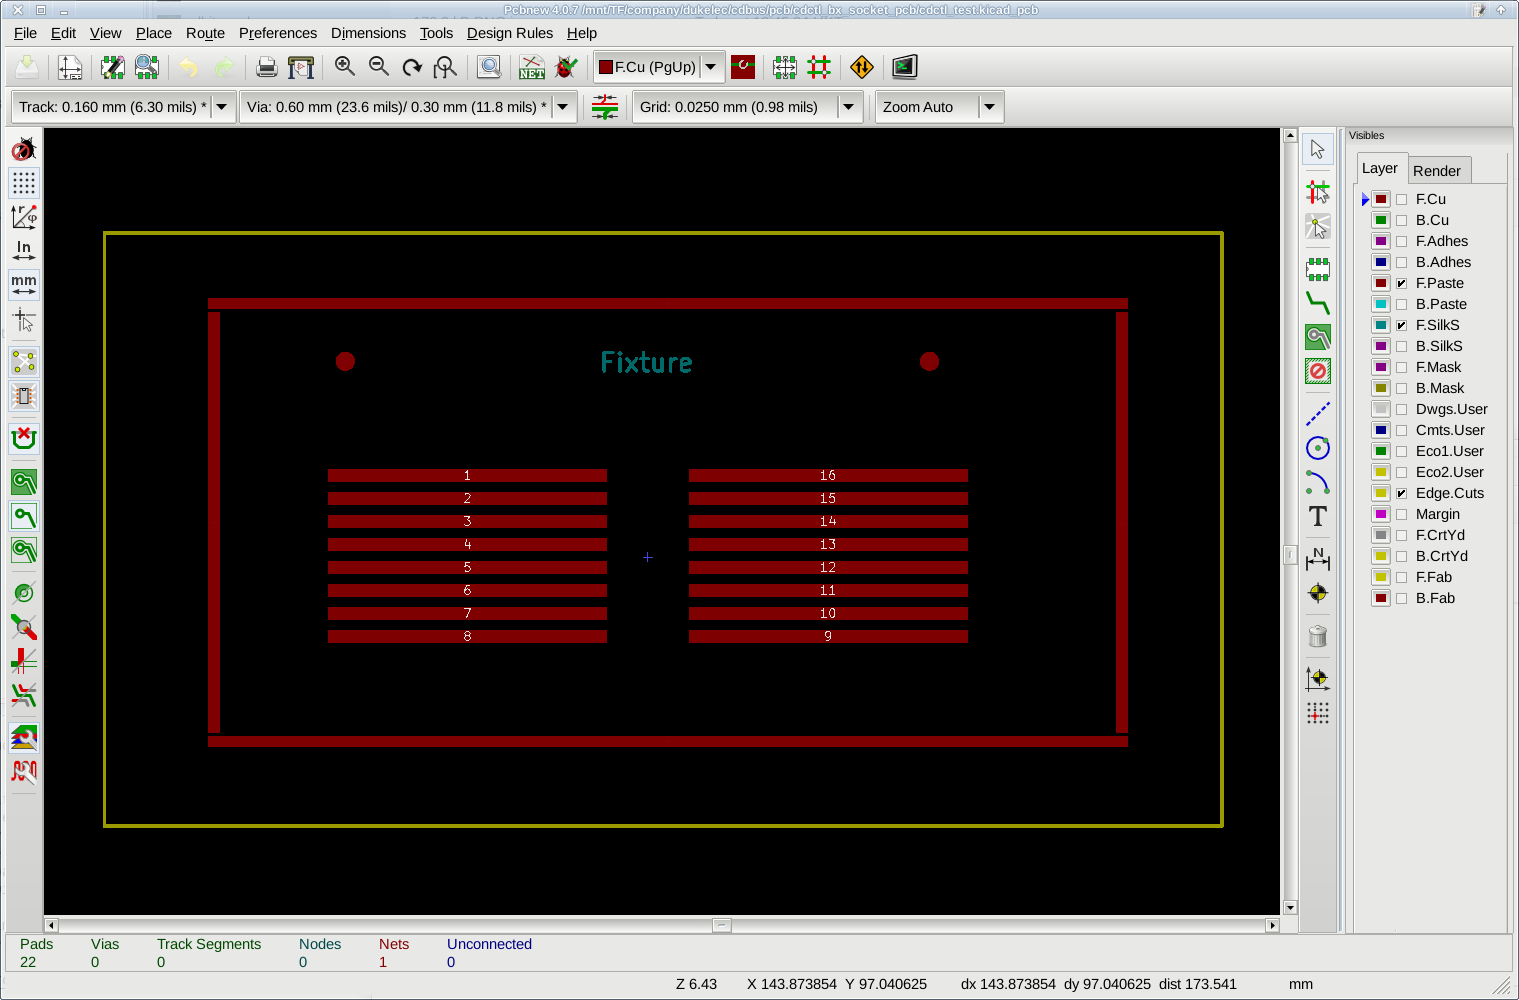 Pcbnew 4.0.7 /mnt/TF/company/dukelec/cdbus/pcb/cdctl_bx_socket_pcb/cdctl_test.kicad_pcb
File Edit View Place Route Preferences Dimensions Tools Design Rules Help
NET F.Cu (PgUp)
Track: 0.160 mm (6.30 mils) * Via: 0.60 mm (23.6 mils)/ 0.30 mm (11.8 mils) * Grid: 0.0250 mm (0.98 mils) Zoom Auto
r φ
In
mm
Fixture
1 16
2 15
3 14
4 13
5 12
6 11
7 10
8 9
T
N
Visibles
Layer Render
F.Cu
B.Cu
F.Adhes
B.Adhes
F.Paste
B.Paste
F.SilkS
B.SilkS
F.Mask
B.Mask
Dwgs.User
Cmts.User
Eco1.User
Eco2.User
Edge.Cuts
Margin
F.CrtYd
B.CrtYd
F.Fab
B.Fab
Pads Vias Track Segments Nodes Nets Unconnected
22 0 0 0 1 0
Z 6.43 X 143.873854 Y 97.040625 dx 143.873854 dy 97.040625 dist 173.541 mm